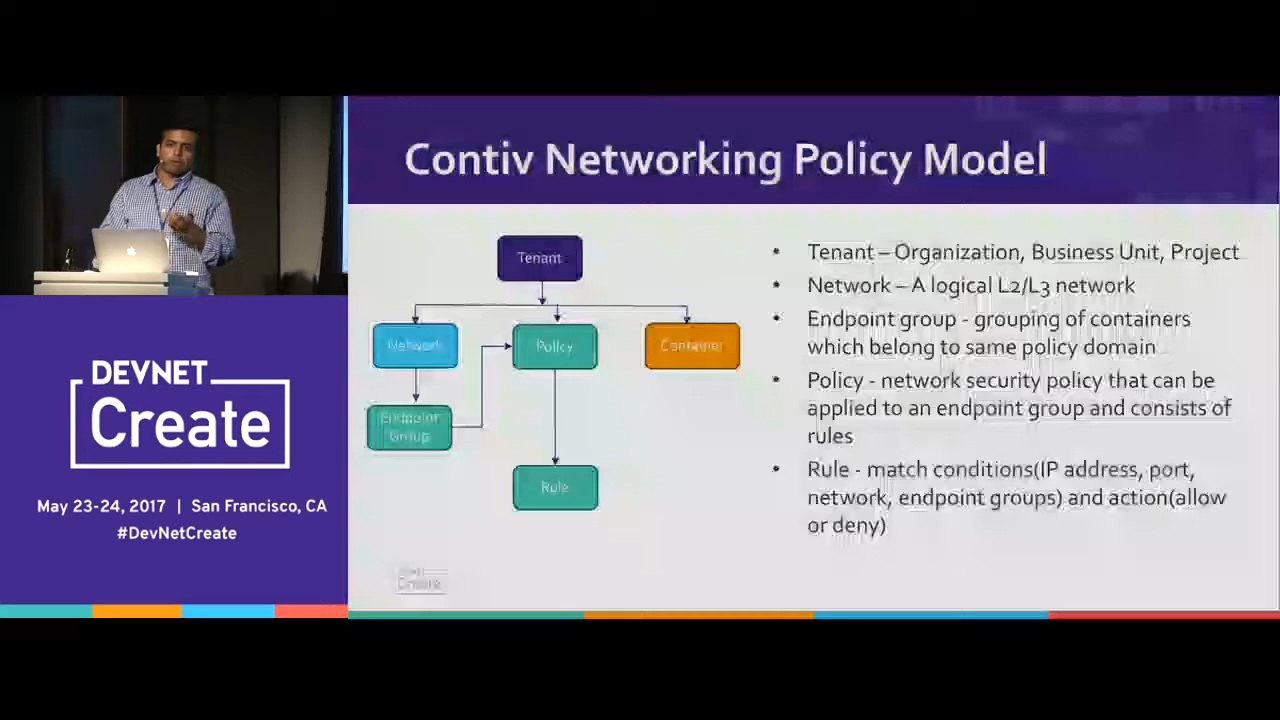 Contiv Networking Policy Model
Tenant
Network
Policy
Container
Endpoint
Group
Rule
• Tenant – Organization, Business Unit, Project
• Network – A logical L2/L3 network
• Endpoint group - grouping of containers
which belong to same policy domain
• Policy - network security policy that can be
applied to an endpoint group and consists of
rules
• Rule - match conditions(IP address, port,
network, endpoint groups) and action(allow
or deny)
Create
DEVNET
Create
May 23-24, 2017 | San Francisco, CA
#DevNetCreate